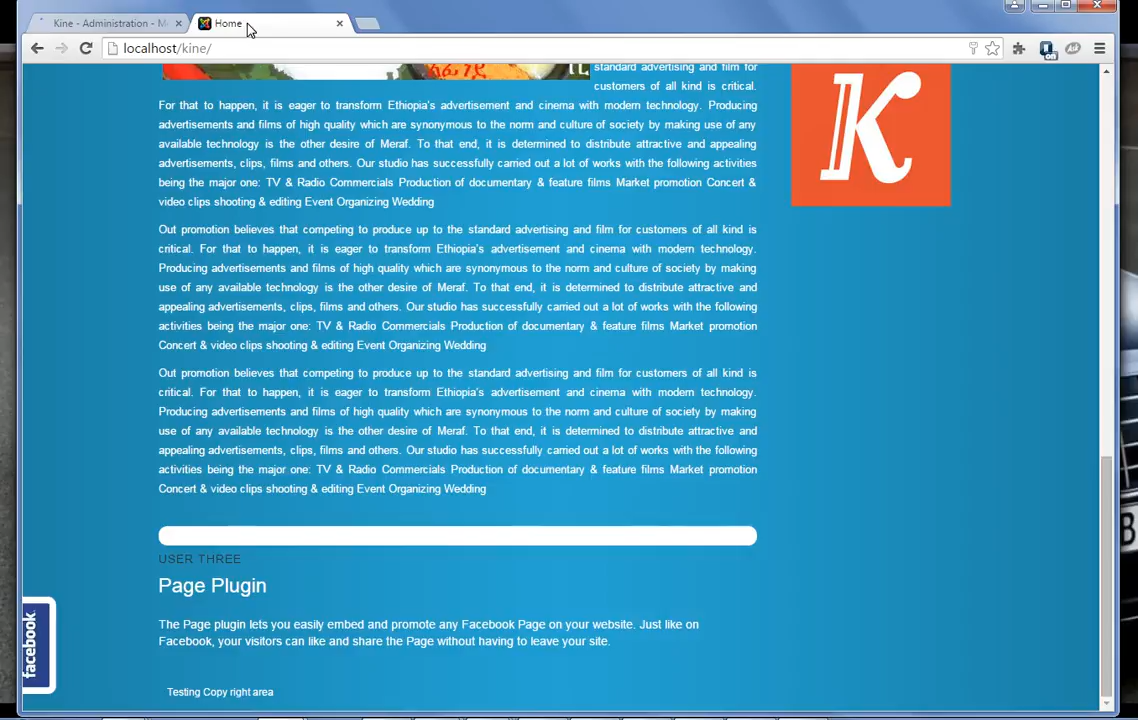 Kine - Administration - M
Home
localhost/kine/
on
standard advertising and film for
customers of all kind is critical.
For that to happen, it is eager to transform Ethiopia's advertisement and cinema with modern technology. Producing
advertisements and films of high quality which are synonymous to the norm and culture of society by making use of any
available technology is the other desire of Meraf. To that end, it is determined to distribute attractive and appealing
advertisements, clips, films and others. Our studio has successfully carried out a lot of works with the following activities
being the major one: TV & Radio Commercials Production of documentary & feature films Market promotion Concert &
video clips shooting & editing Event Organizing Wedding
K
Out promotion believes that competing to produce up to the standard advertising and film for customers of all kind is
critical. For that to happen, it is eager to transform Ethiopia's advertisement and cinema with modern technology.
Producing advertisements and films of high quality which are synonymous to the norm and culture of society by making
use of any available technology is the other desire of Meraf. To that end, it is determined to distribute attractive and
appealing advertisements, clips, films and others. Our studio has successfully carried out a lot of works with the following
activities being the major one: TV & Radio Commercials Production of documentary & feature films Market promotion
Concert & video clips shooting & editing Event Organizing Wedding
Out promotion believes that competing to produce up to the standard advertising and film for customers of all kind is
critical. For that to happen, it is eager to transform Ethiopia's advertisement and cinema with modern technology.
Producing advertisements and films of high quality which are synonymous to the norm and culture of society by making
use of any available technology is the other desire of Meraf. To that end, it is determined to distribute attractive and
appealing advertisements, clips, films and others. Our studio has successfully carried out a lot of works with the following
activities being the major one: TV & Radio Commercials Production of documentary & feature films Market promotion
Concert & video clips shooting & editing Event Organizing Wedding
USER THREE
Page Plugin
The Page plugin lets you easily embed and promote any Facebook Page on your website. Just like on
Facebook, your visitors can like and share the Page without having to leave your site.
facebook
Testing Copy right area